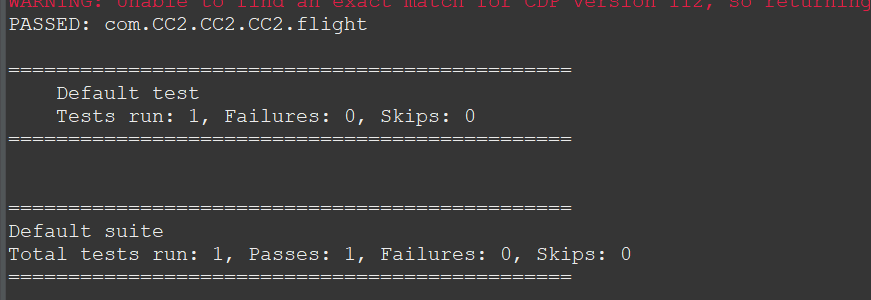 WARNING: Unable to find an exact match for CDP version 112, so returning
PASSED: com.CC2.CC2.CC2.flight
===============================================
Default test
Tests run: 1, Failures: 0, Skips: 0
===============================================
===============================================
Default suite
Total tests run: 1, Passes: 1, Failures: 0, Skips: 0
===============================================